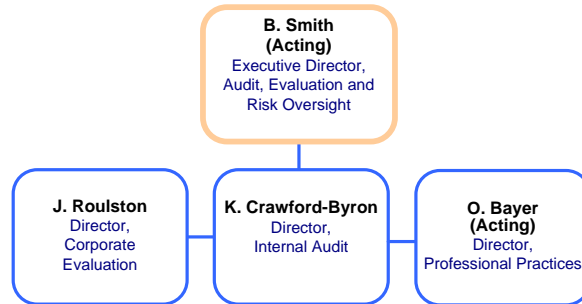 B. Smith
(Acting)
Executive Director,
Audit, Evaluation and
Risk Oversight
J. Roulston
Director,
Corporate
Evaluation
K. Crawford-Byron
Director,
Internal Audit
O. Bayer
(Acting)
Director,
Professional Practices